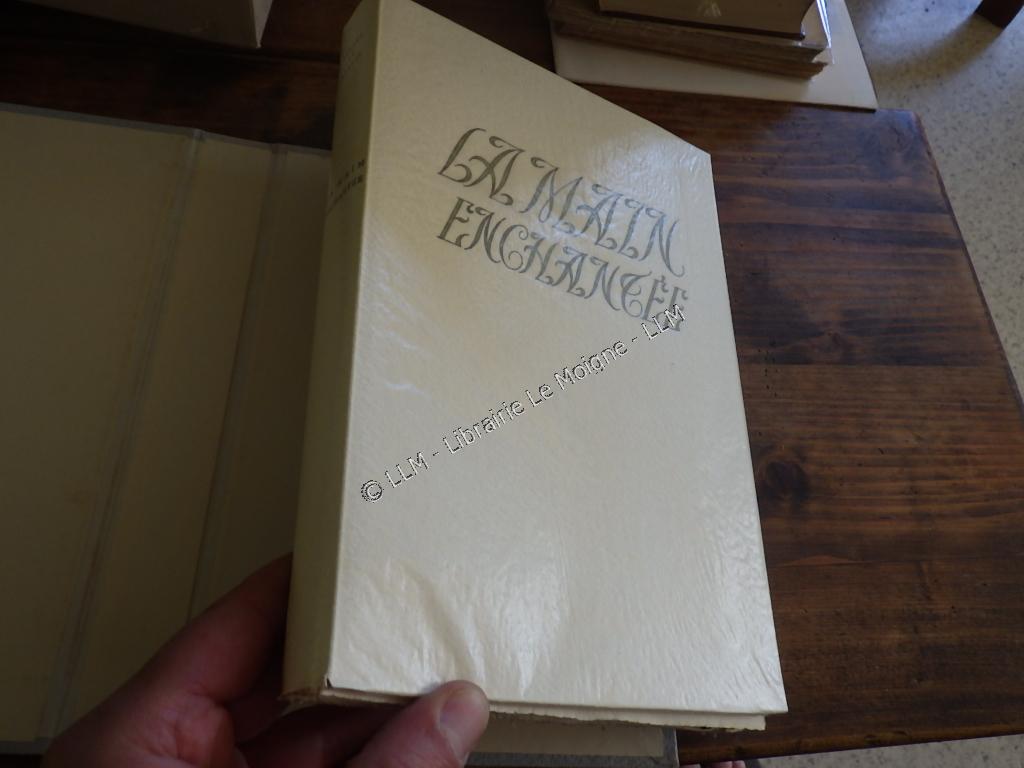 LA MAIN
ENCHANTÉE
© LLM - Librairie Le Moigne - LLM